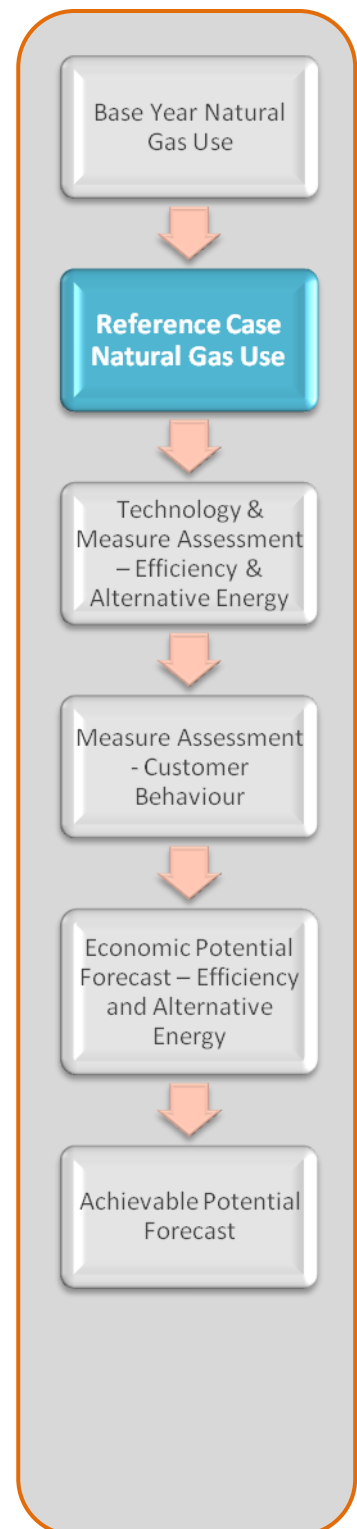 Base Year Natural
Gas Use
Reference Case
Natural Gas Use
Technology &
Measure Assessment
– Efficiency &
Alternative Energy
Measure Assessment
- Customer
Behaviour
Economic Potential
Forecast – Efficiency
and Alternative
Energy
Achievable Potential
Forecast